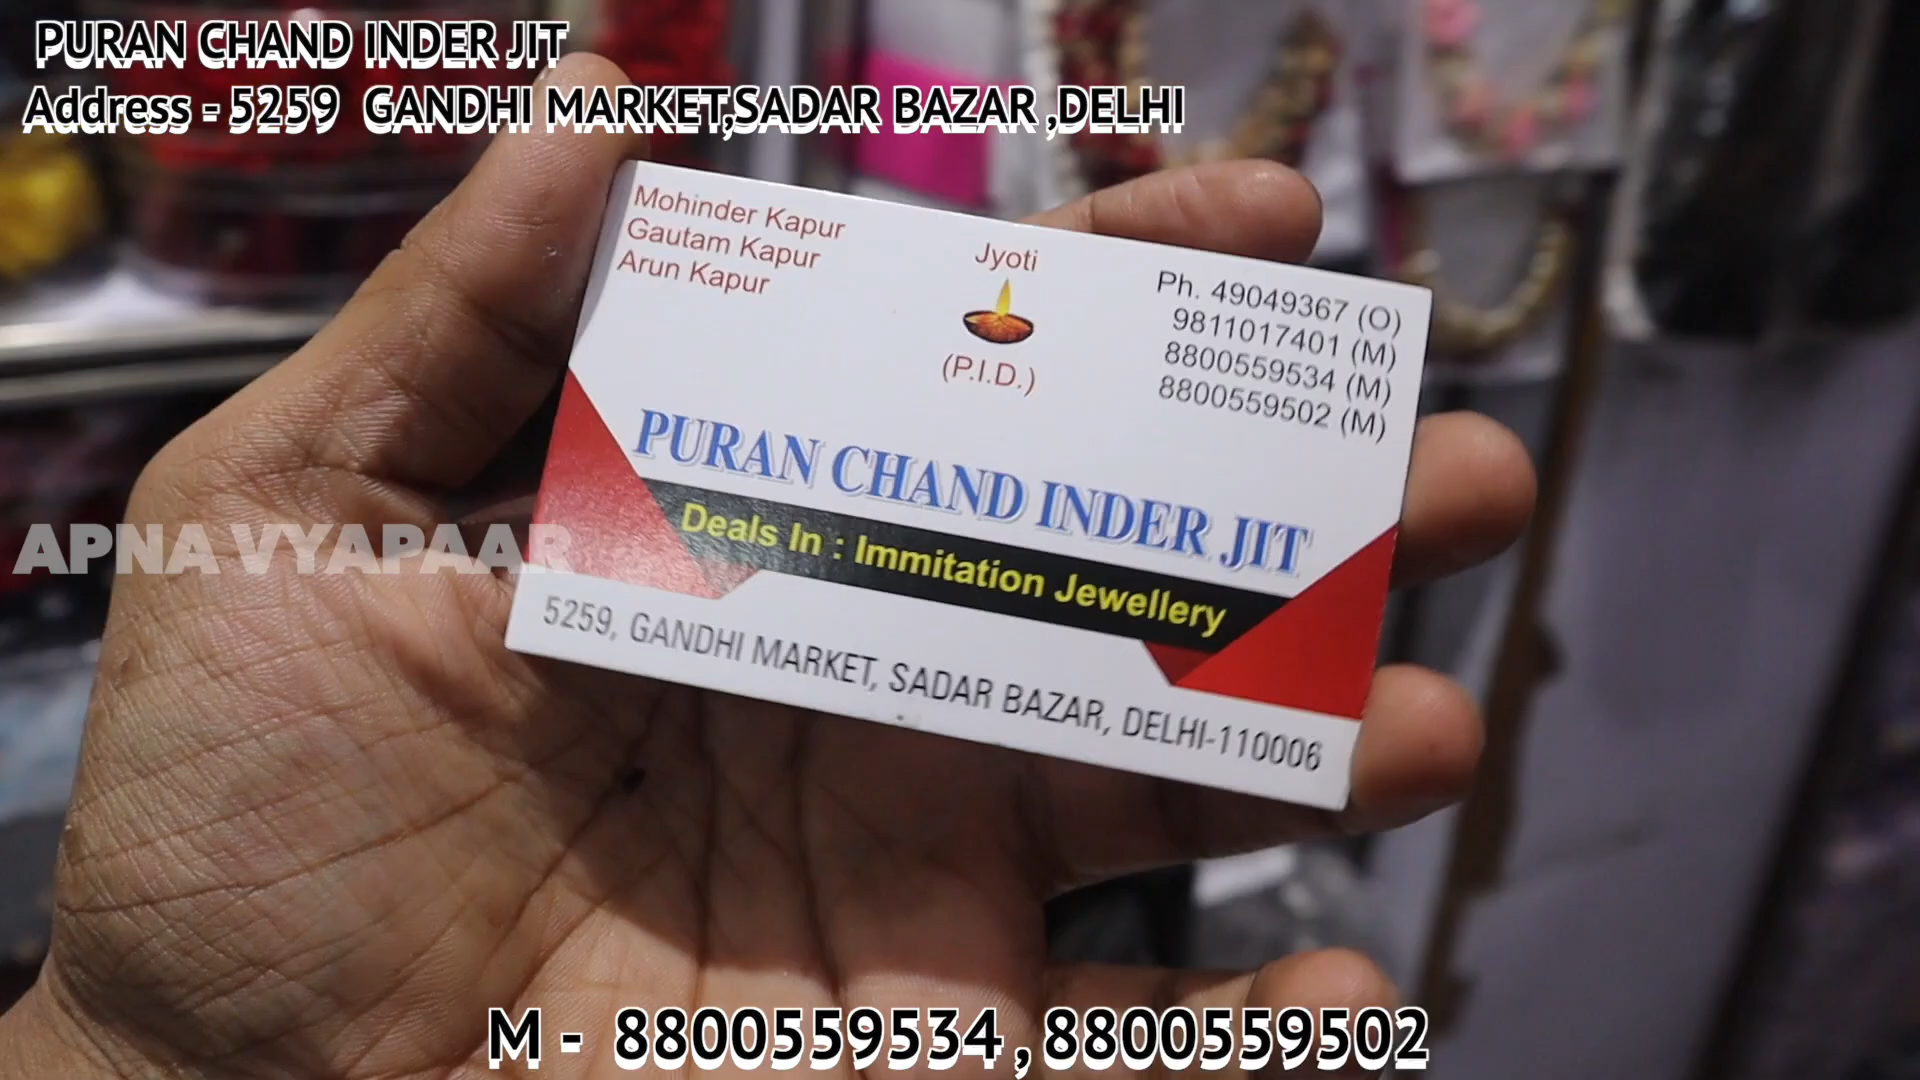 PURAN CHAND INDER JIT
Address - 5259 GANDHI MARKET,SADAR BAZAR ,DELHI
Mohinder Kapur
Gautam Kapur
Arun Kapur
Jyoti
(P.I.D.)
Ph. 49049367 (O)
9811017401 (M)
8800559534 (M)
8800559502 (M)
PURAN CHAND INDER JIT
Deals In : Immitation Jewellery
5259, GANDHI MARKET, SADAR BAZAR, DELHI-110006
APNA VYAPAAR
M - 8800559534 , 8800559502